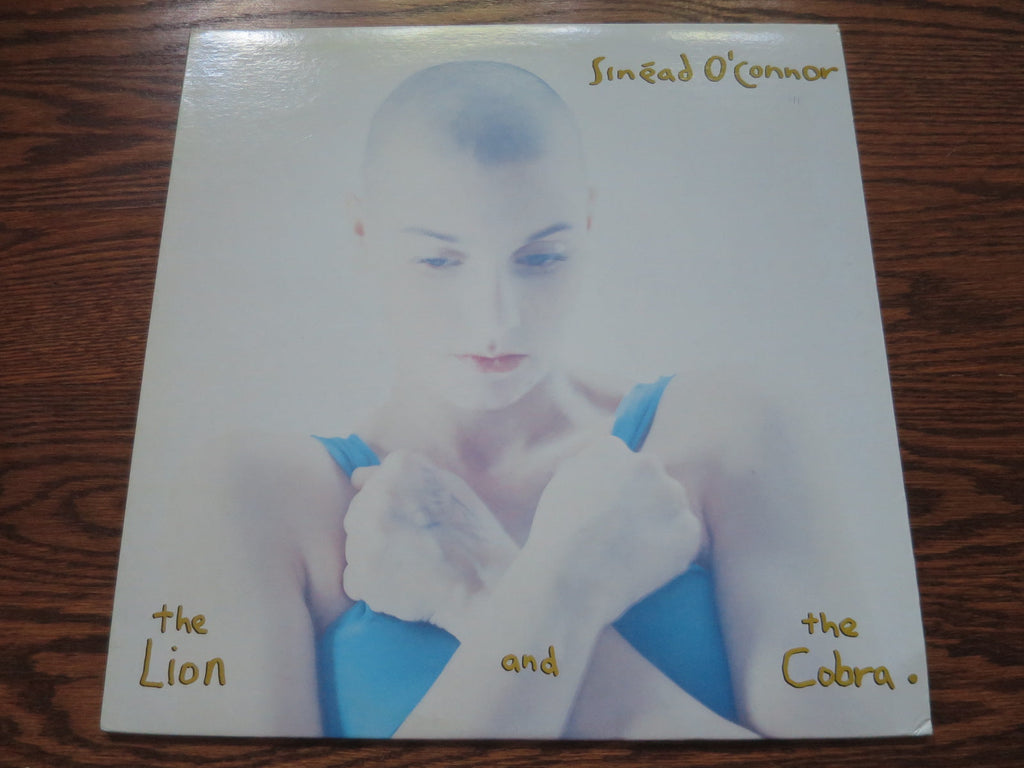 Sinéad O'Connor
the Lion and the Cobra.